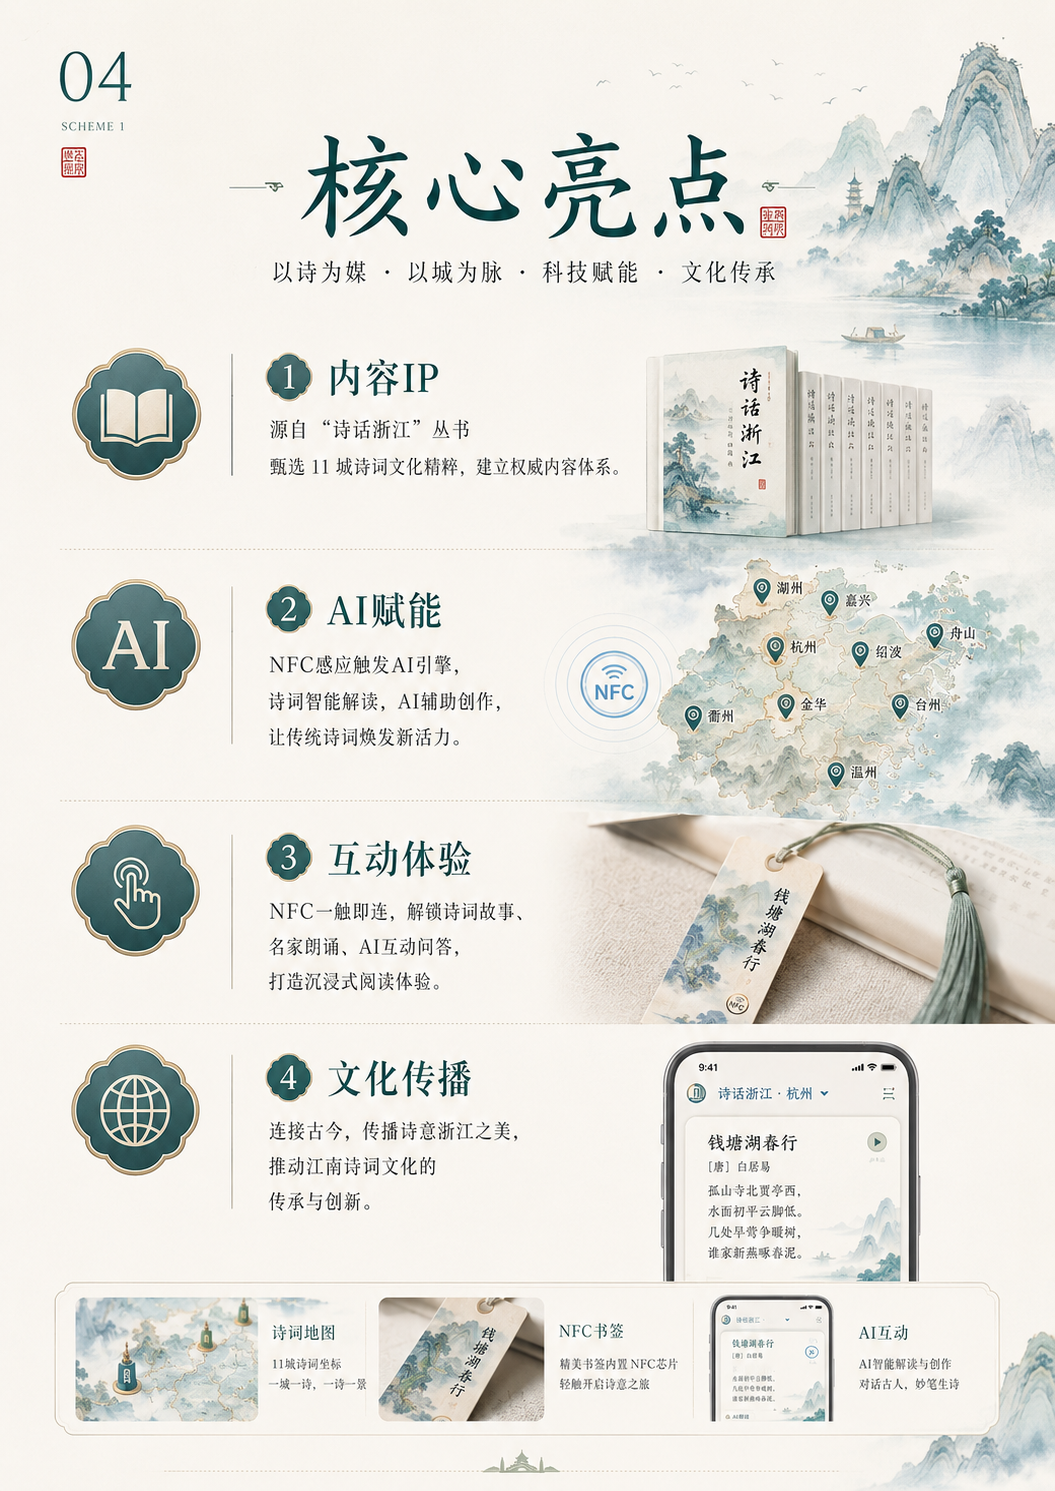 04
SCHEME 1
核心亮点
以诗为媒 · 以城为脉 · 科技赋能 · 文化传承
1 内容IP
源自“诗话浙江”丛书
甄选 11 城诗词文化精粹，建立权威内容体系。
诗话浙江
2 AI赋能
NFC感应触发AI引擎，
诗词智能解读，AI辅助创作，
让传统诗词焕发新活力。
AI
NFC
湖州
嘉兴
舟山
杭州
绍波
衢州
金华
台州
温州
3 互动体验
NFC一触即连，解锁诗词故事、
名家朗诵、AI互动问答，
打造沉浸式阅读体验。
钱塘湖春行
NFC
4 文化传播
连接古今，传播诗意浙江之美，
推动江南诗词文化的
传承与创新。
9:41
诗话浙江 · 杭州
钱塘湖春行
［唐］白居易
孤山寺北贾亭西，
水面初平云脚低。
几处早莺争暖树，
谁家新燕啄春泥。
诗词地图
11城诗词坐标
一城一诗，一诗一景
钱塘湖春行
NFC书签
精美书签内置 NFC芯片
轻触开启诗意之旅
9:41
钱塘湖春行
AI互动
AI智能解读与创作
对话古人，妙笔生诗